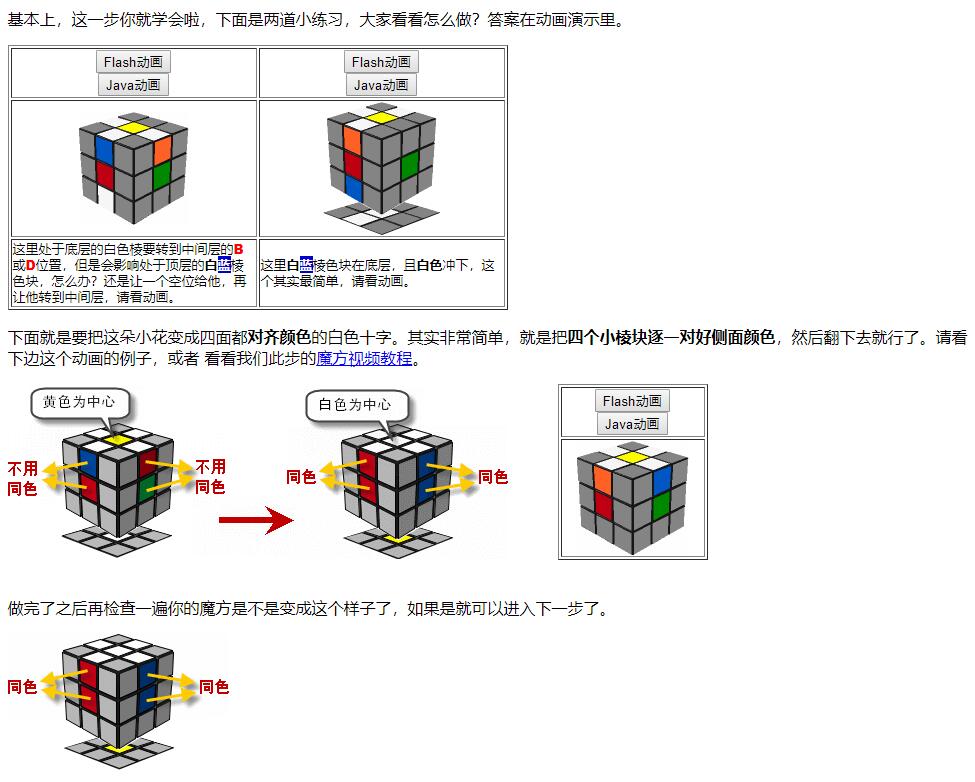 基本上，这一步你就学会啦，下面是两道小练习，大家看看怎么做？答案在动画演示里。
Flash动画
Java动画
Flash动画
Java动画
这里处于底层的白色棱要转到中间层的B
或D位置，但是会影响处于顶层的白蓝棱
色块，怎么办？还是让一个空位给他，再
让他转到中间层，请看动画。
这里白蓝棱色块在底层，且白色冲下，这
个其实最简单，请看动画。
下面就是要把这朵小花变成四面都对齐颜色的白色十字。其实非常简单，就是把四个小棱块逐一对好侧面颜色，然后翻下去就行了。请看
下边这个动画的例子，或者 看看我们此步的魔方视频教程。
黄色为中心
不用
同色
不用
同色
白色为中心
同色
同色
Flash动画
Java动画
做完了之后再检查一遍你的魔方是不是变成这个样子了，如果是就可以进入下一步了。
同色
同色